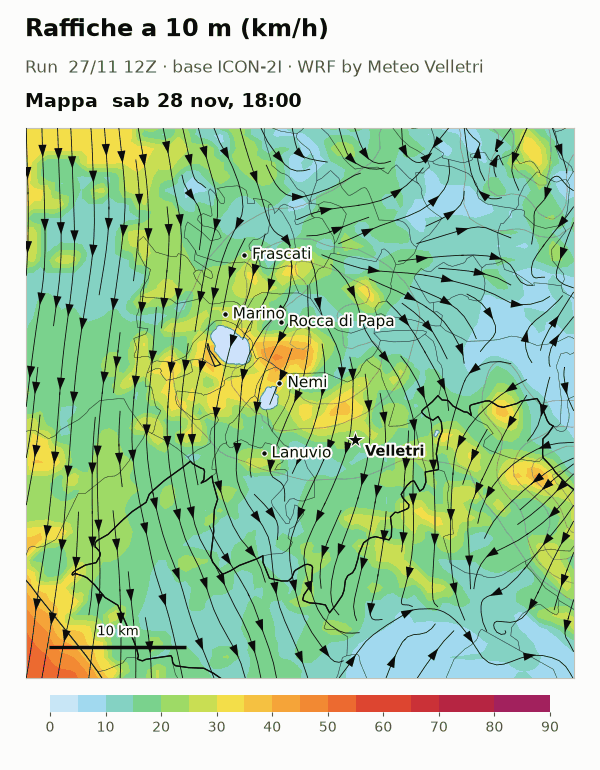 Raffiche a 10 m (km/h)
Run 27/11 12Z · base ICON-2I · WRF by Meteo Velletri
Mappa sab 28 nov, 18:00
Frascati
Marino
Rocca di Papa
Nemi
Velletri
Lanuvio
10 km
0 10 20 30 40 50 60 70 80 90